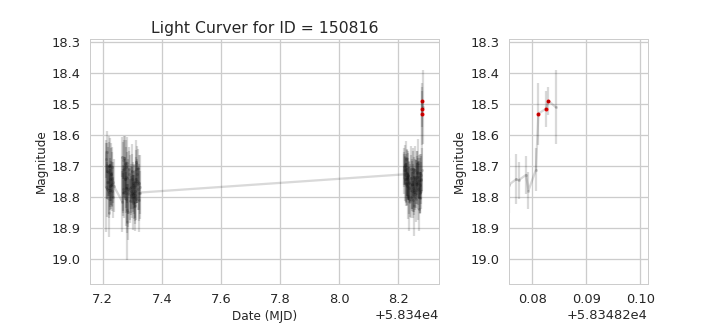 Light Curver for ID = 150816
18.3
18.4
18.5
18.6
18.7
18.8
18.9
19.0
Magnitude
7.2 7.4 7.6 7.8 8.0 8.2
Date (MJD) +5.834e4
18.3
18.4
18.5
18.6
18.7
18.8
18.9
19.0
Magnitude
0.08 0.09 0.10
+5.83482e4